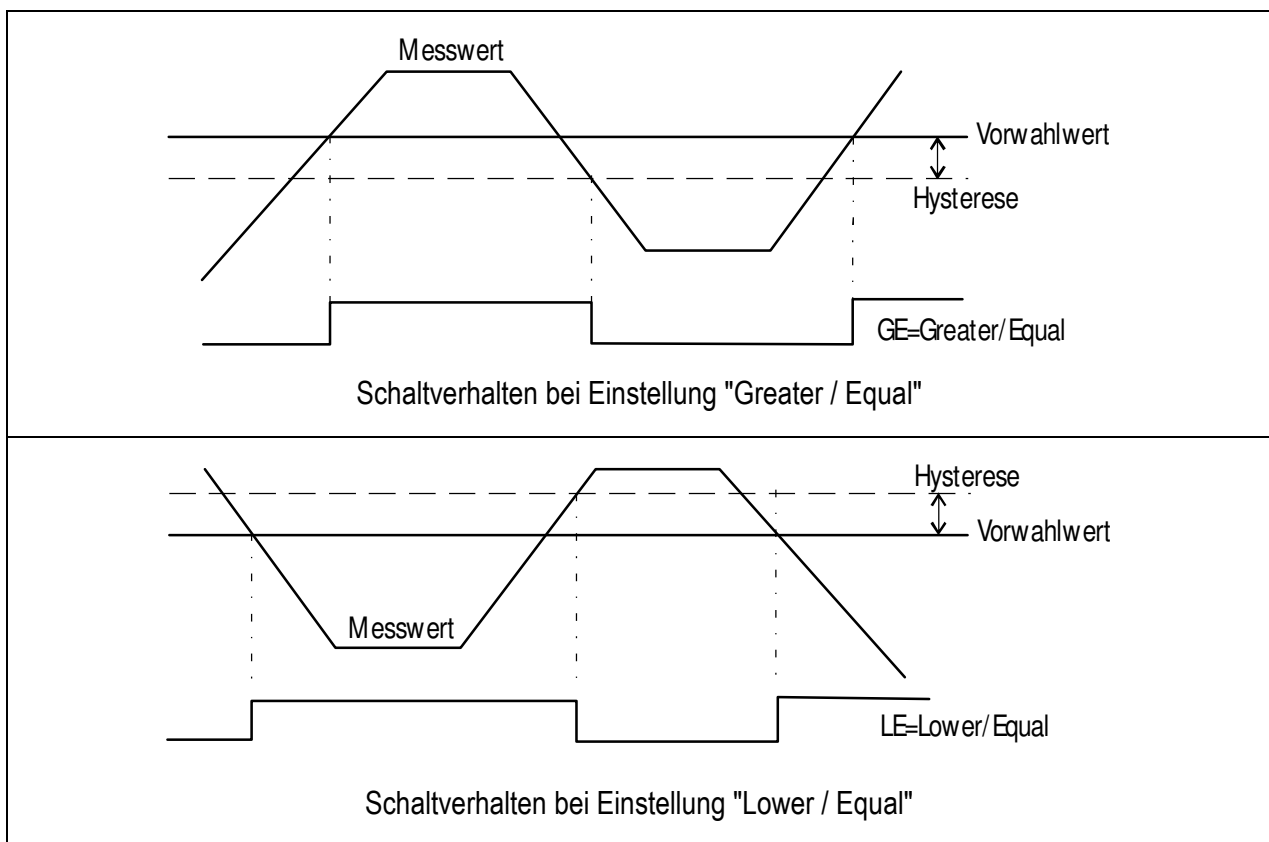 Messwert
Vorwahlwert
Hysterese
GE=Greater/Equal
Schaltverhalten bei Einstellung "Greater / Equal"
Hysterese
Vorwahlwert
Messwert
LE=Lower/Equal
Schaltverhalten bei Einstellung "Lower / Equal"